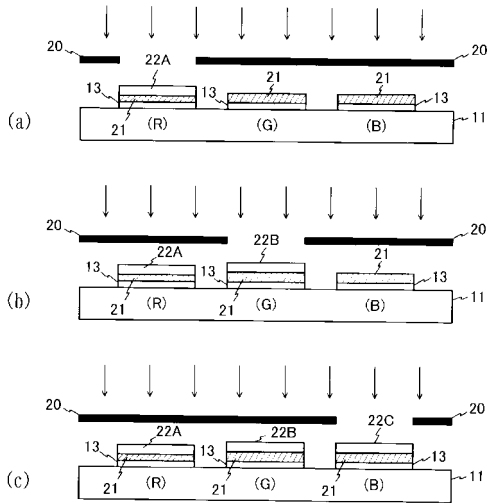 20 22A 20
13 21 13 21 13
(a) 21 (R) (G) (B) 11
20 22B 20
22A 21
13 13 13
(b) 21 (R) 21 (G) (B) 11
20 22A 22B 22C 20
13 13 13
(c) 21 (R) 21 (G) 21 (B) 11